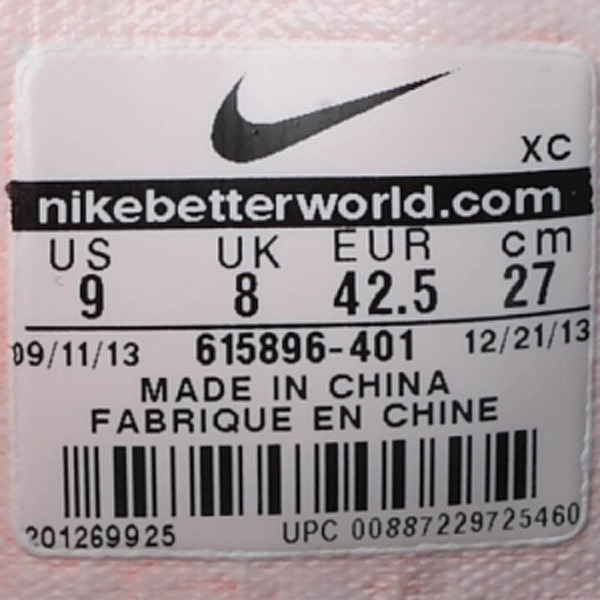 XC
nikebetterworld.com
US UK EUR cm
9 8 42.5 27
09/11/13 615896-401 12/21/13
MADE IN CHINA
FABRIQUE EN CHINE
201269925 UPC 00887229725460